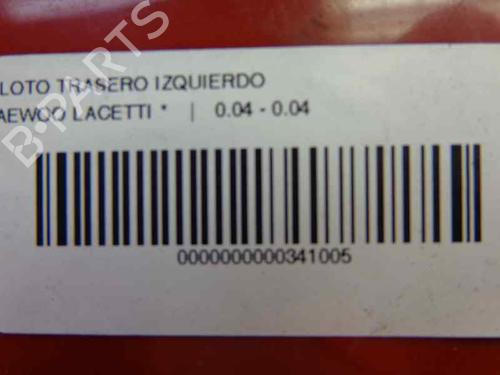 LOTO TRASERO IZQUIERDO
AEWOO LACETTI * | 0.04 - 0.04
0000000000341005
B-Parts